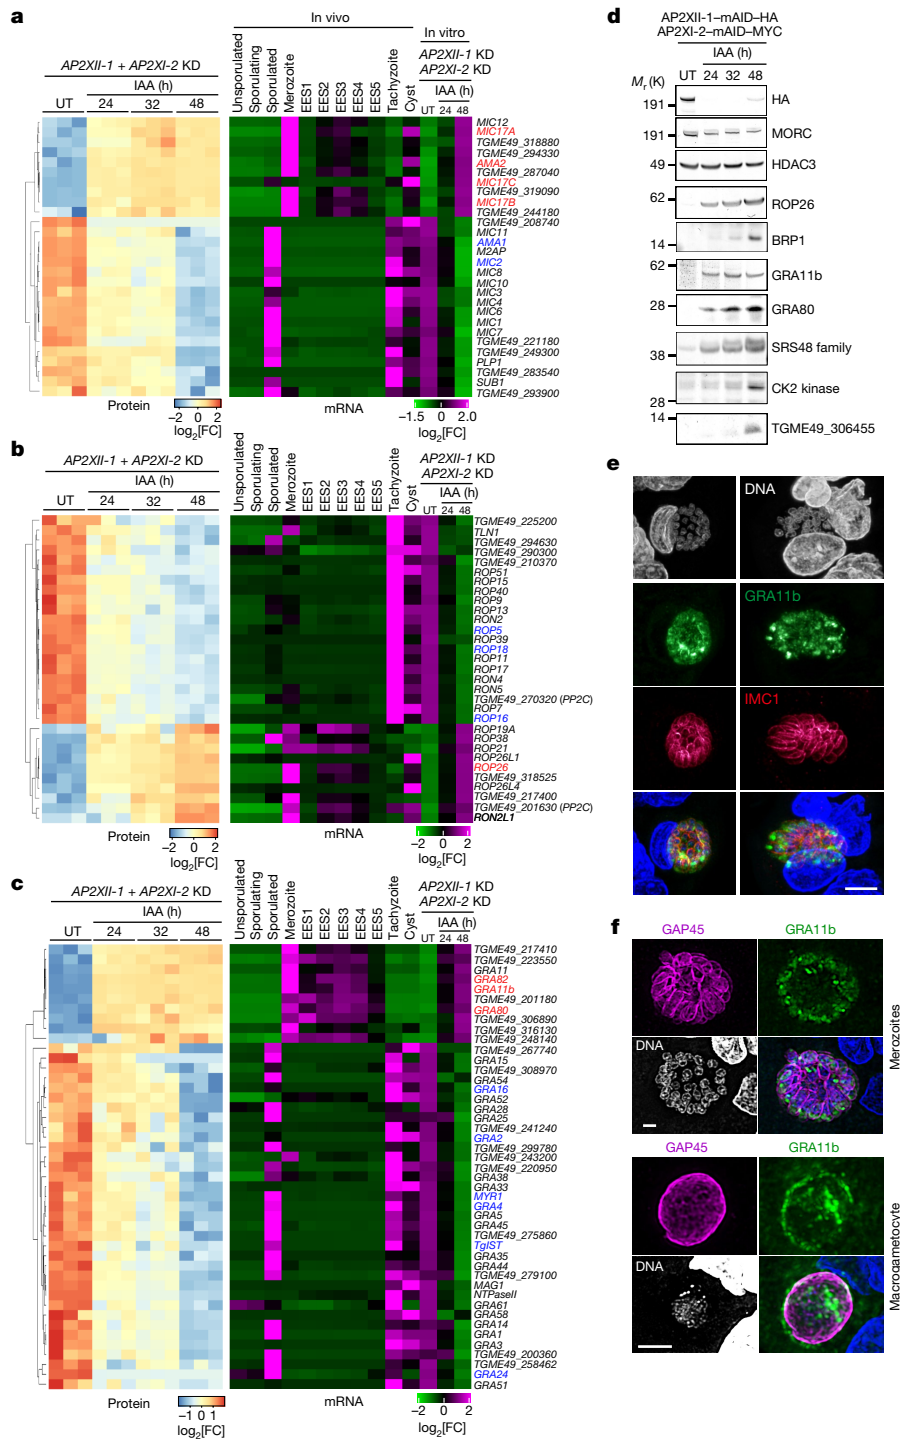 a
In vivo
In vitro
AP2XII-1 + AP2XI-2 KD
IAA (h)
UT 24 32 48
Unsporulated
Sporulating
Sporulated
Merozoite
EES1
EES2
EES3
EES4
EES5
Tachyzoite
Cyst
AP2XII-1 KD
AP2XI-2 KD
IAA (h)
UT 24 48
MIC12
MIC17A
TGME49_318880
TGME49_294330
AMA2
TGME49_287040
MIC17C
TGME49_319090
MIC17B
TGME49_244180
TGME49_208740
MIC11
AMA1
M2AP
MIC2
MIC8
MIC10
MIC3
MIC4
MIC6
MIC1
MIC7
TGME49_221180
TGME49_249300
PLP1
TGME49_283540
SUB1
TGME49_293900
Protein
−2 0 2
log2[FC]
mRNA
−1.5 0 2.0
log2[FC]
b
AP2XII-1 + AP2XI-2 KD
IAA (h)
UT 24 32 48
Unsporulated
Sporulating
Sporulated
Merozoite
EES1
EES2
EES3
EES4
EES5
Tachyzoite
Cyst
AP2XII-1 KD
AP2XI-2 KD
IAA (h)
UT 24 48
TGME49_225200
TLN1
TGME49_294630
TGME49_290300
TGME49_210370
ROP51
ROP15
ROP40
ROP9
ROP13
RON2
ROP5
ROP39
ROP18
ROP11
ROP17
RON4
RON5
TGME49_270320 (PP2C)
ROP7
ROP16
ROP19A
ROP38
ROP21
ROP26L1
ROP26
TGME49_318525
ROP26L4
TGME49_217400
TGME49_201630 (PP2C)
RON2L1
Protein
−2 0 2
log2[FC]
mRNA
−2 0 2
log2[FC]
c
AP2XII-1 + AP2XI-2 KD
IAA (h)
UT 24 32 48
Unsporulated
Sporulating
Sporulated
Merozoite
EES1
EES2
EES3
EES4
EES5
Tachyzoite
Cyst
AP2XII-1 KD
AP2XI-2 KD
IAA (h)
UT 24 48
TGME49_217410
TGME49_223550
GRA11
GRA82
GRA11b
TGME49_201180
GRA80
TGME49_306890
TGME49_316130
TGME49_248140
TGME49_267740
GRA15
TGME49_308970
GRA54
GRA16
GRA52
GRA28
GRA25
TGME49_241240
GRA2
TGME49_299780
TGME49_243200
TGME49_220950
GRA38
GRA33
MYR1
GRA4
GRA5
GRA45
TGME49_275860
TgIST
GRA35
GRA44
TGME49_279100
MAG1
NTPaseII
GRA61
GRA58
GRA14
GRA1
GRA3
TGME49_200360
TGME49_258462
GRA24
GRA51
Protein
−1 0 1
log2[FC]
mRNA
−2 0 2
log2[FC]
d
AP2XII-1–mAID–HA
AP2XI-2–mAID–MYC
IAA (h)
Mr (K) UT 24 32 48
191 HA
191 MORC
49 HDAC3
62 ROP26
14 BRP1
62 GRA11b
28 GRA80
38 SRS48 family
28 CK2 kinase
14 TGME49_306455
e
DNA
GRA11b
IMC1
f
GAP45 GRA11b
DNA
Merozoites
GAP45 GRA11b
DNA
Macrogametocyte